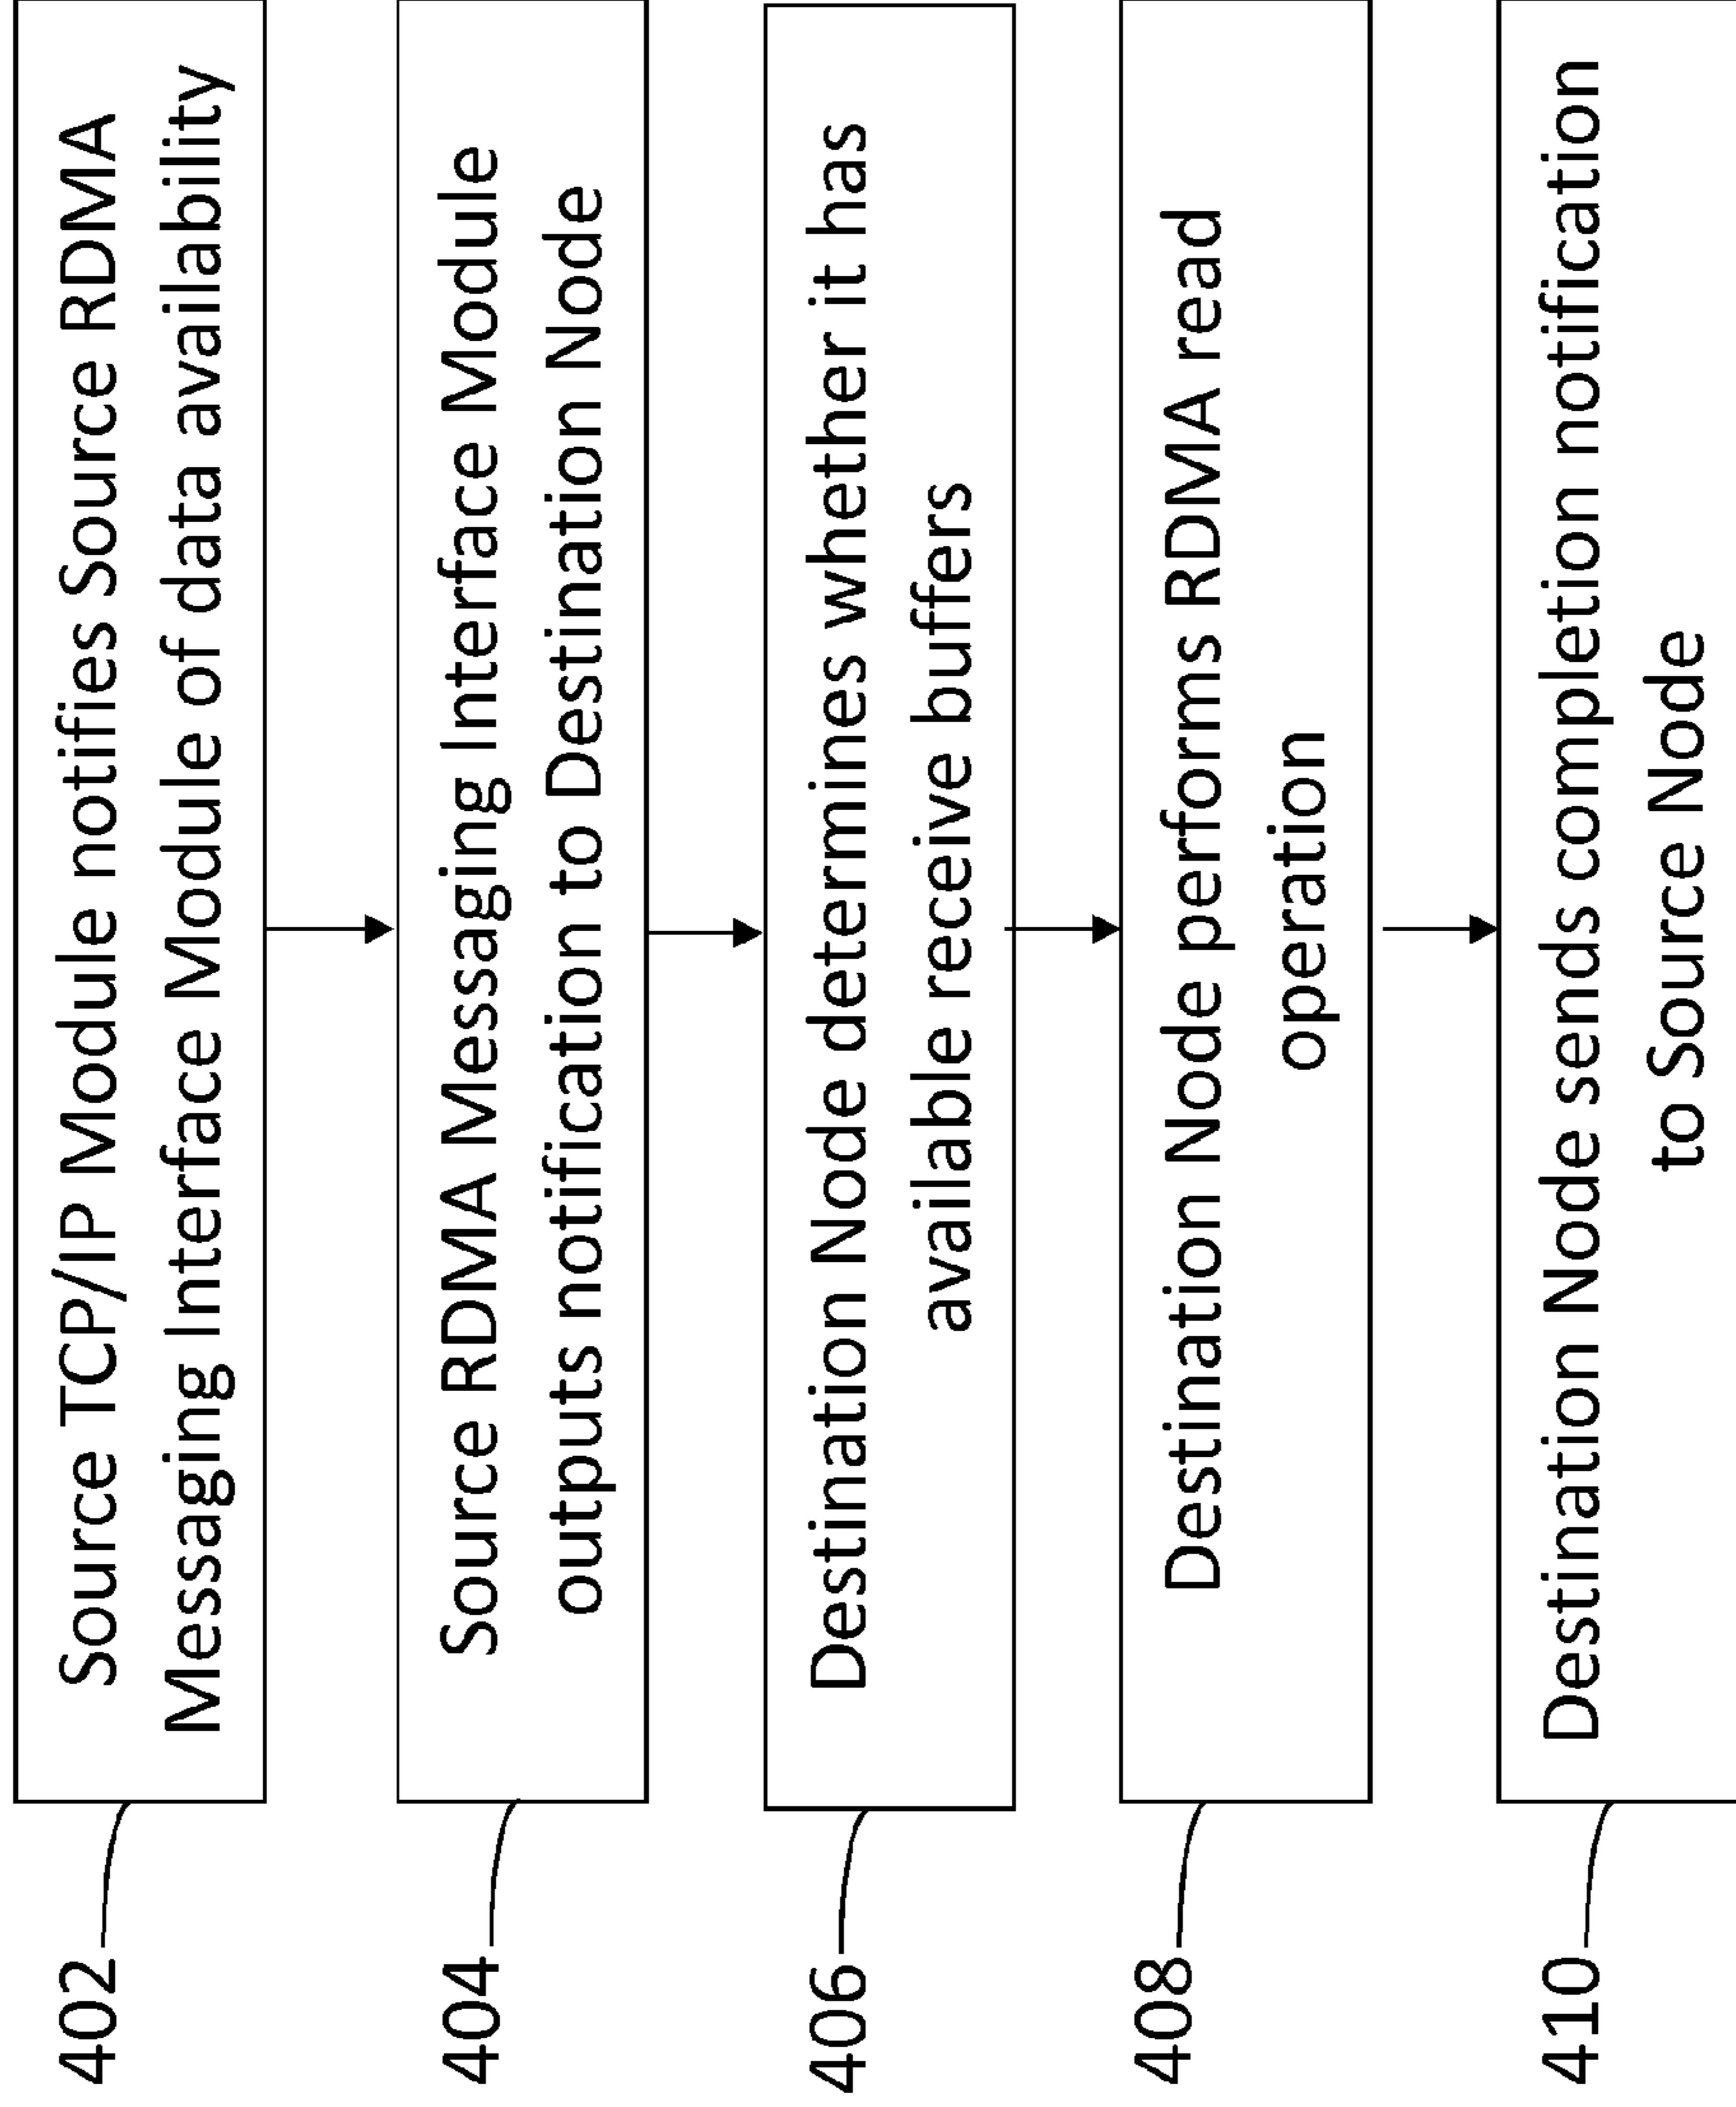 402
Source TCP/IP Module notifies Source RDMA
Messaging Interface Module of data availability
404
Source RDMA Messaging Interface Module
outputs notification to Destination Node
406
Destination Node determines whether it has
available receive buffers
408
Destination Node performs RDMA read
operation
410
Destination Node sends completion notification
to Source Node